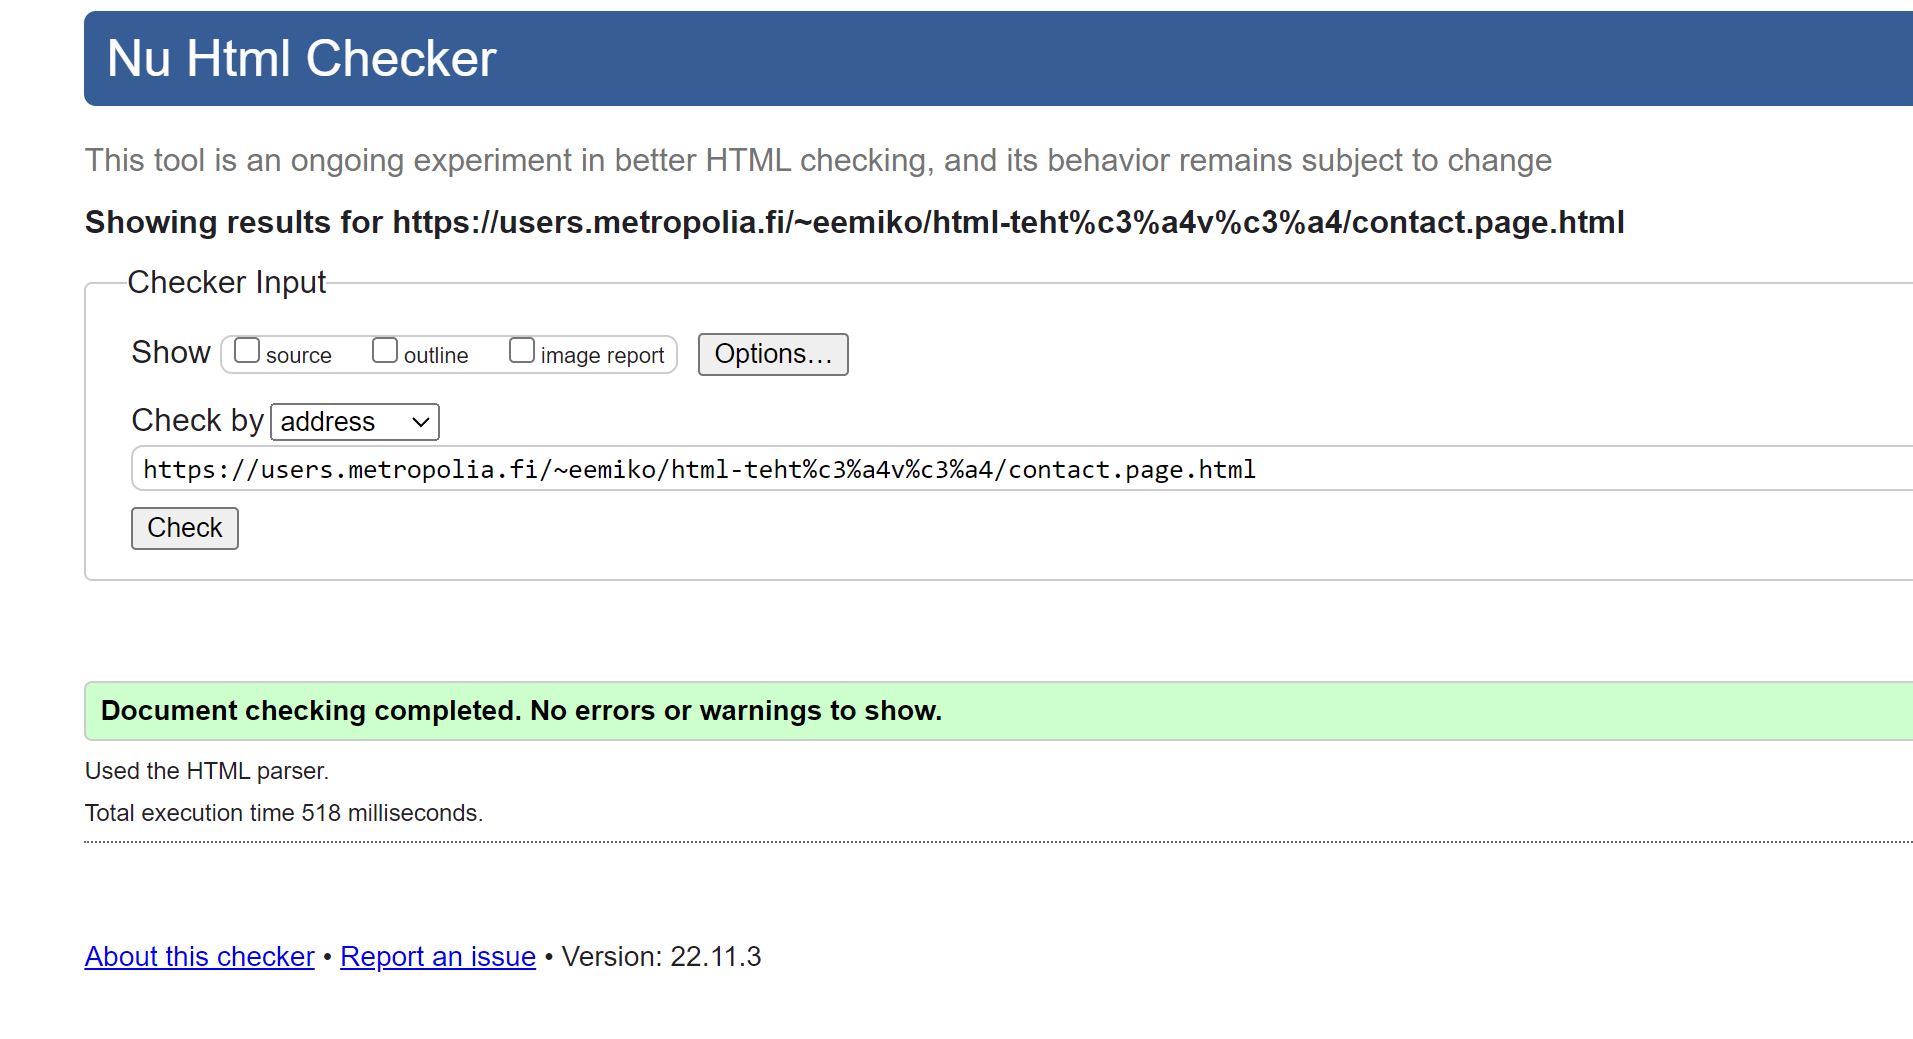 Nu Html Checker
This tool is an ongoing experiment in better HTML checking, and its behavior remains subject to change
Showing results for https://users.metropolia.fi/~eemiko/html-teht%c3%a4v%c3%a4/contact.page.html
Checker Input
Show source outline image report Options…
Check by address
https://users.metropolia.fi/~eemiko/html-teht%c3%a4v%c3%a4/contact.page.html
Check
Document checking completed. No errors or warnings to show.
Used the HTML parser.
Total execution time 518 milliseconds.
About this checker • Report an issue • Version: 22.11.3